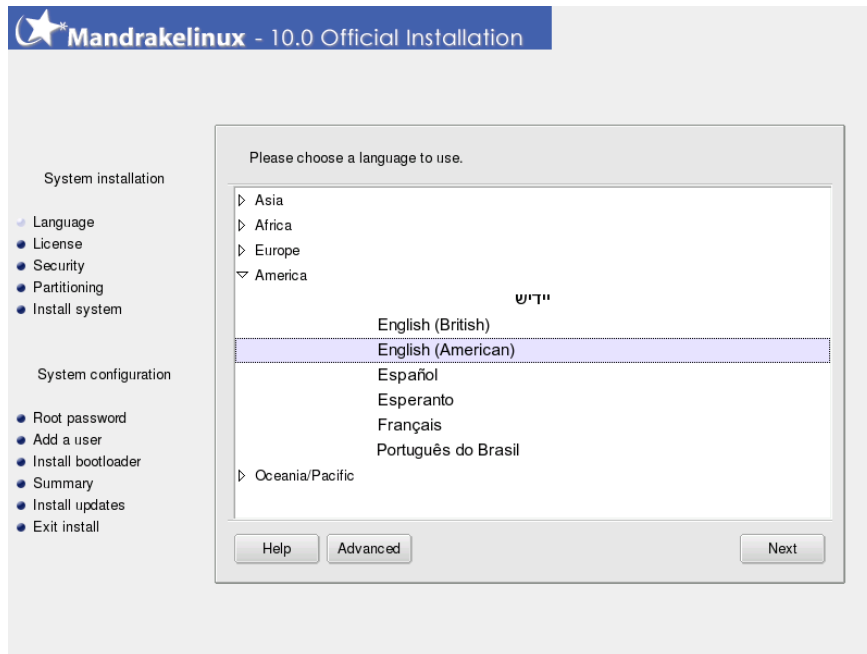 Mandrakelinux - 10.0 Official Installation
System installation
Language
License
Security
Partitioning
Install system
System configuration
Root password
Add a user
Install bootloader
Summary
Install updates
Exit install
Please choose a language to use.
Asia
Africa
Europe
America
ייִדיש
English (British)
English (American)
Español
Esperanto
Français
Português do Brasil
Oceania/Pacific
Help
Advanced
Next